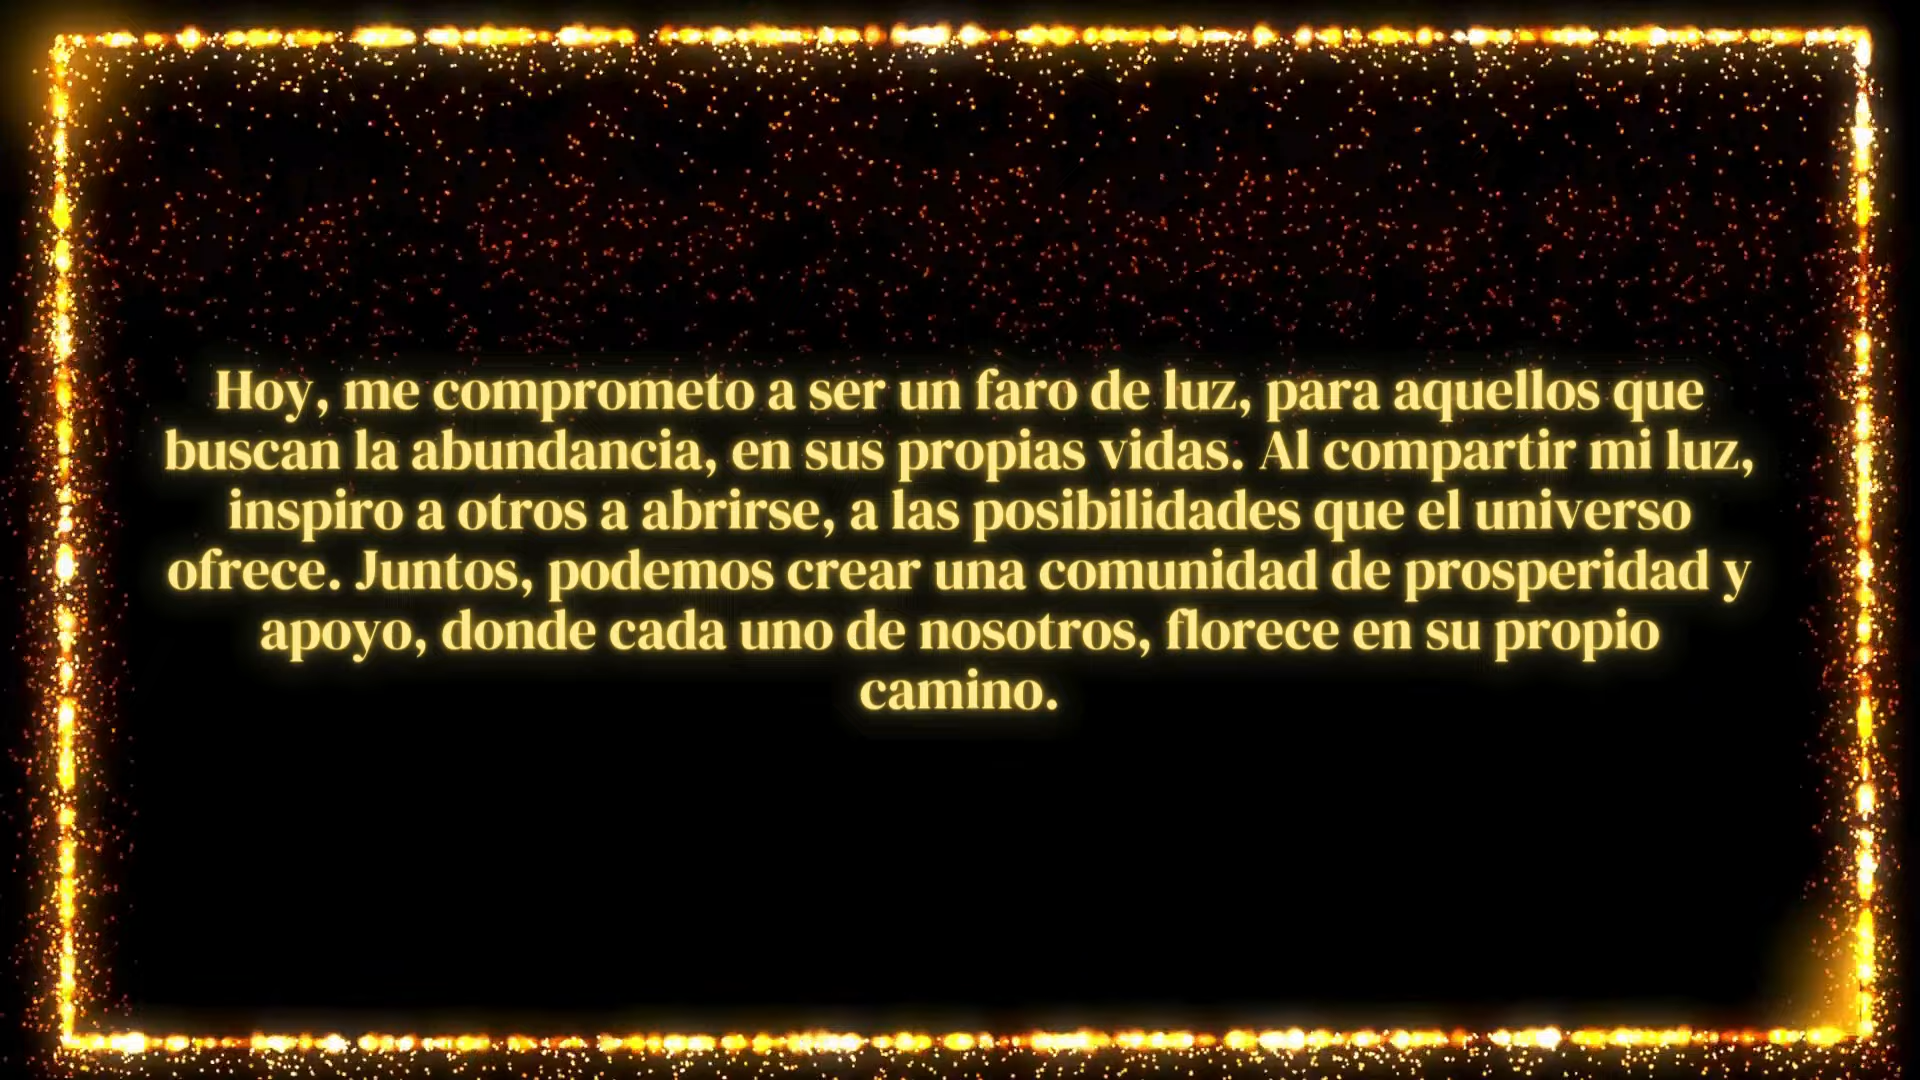 Hoy, me comprometo a ser un faro de luz, para aquellos que
buscan la abundancia, en sus propias vidas. Al compartir mi luz,
inspiro a otros a abrirse, a las posibilidades que el universo
ofrece. Juntos, podemos crear una comunidad de prosperidad y
apoyo, donde cada uno de nosotros, florece en su propio
camino.